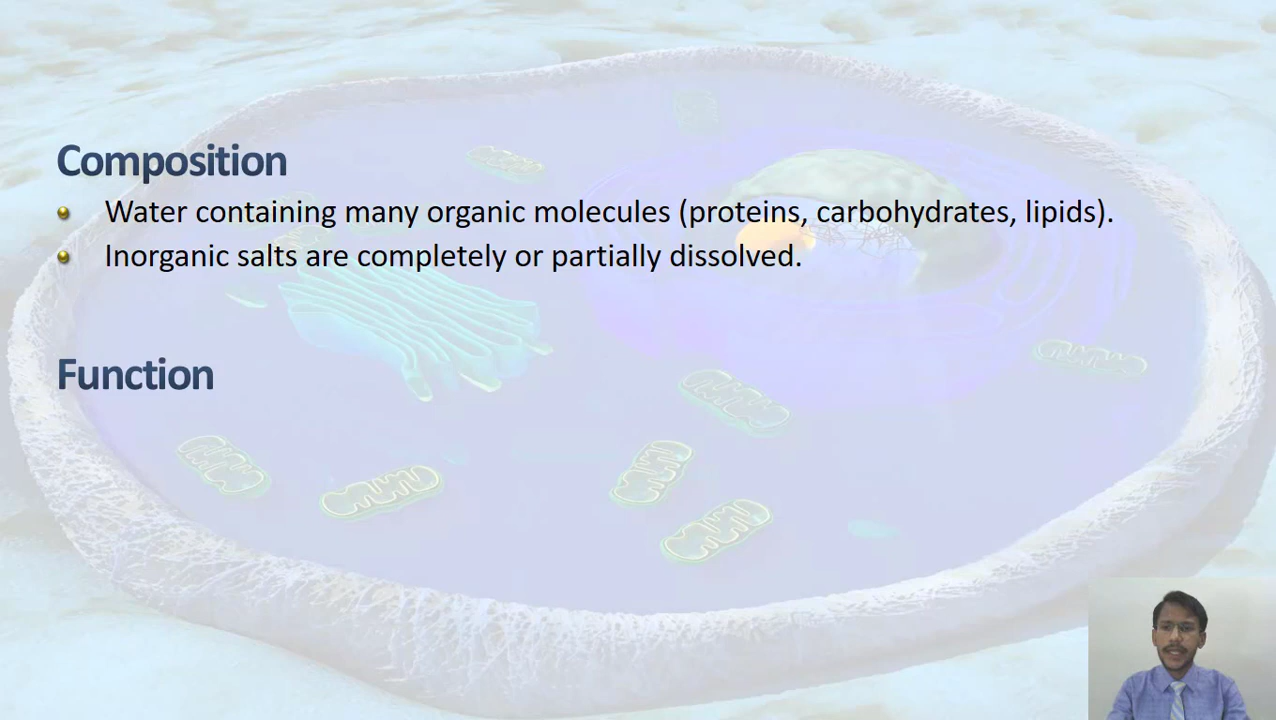 Composition
Water containing many organic molecules (proteins, carbohydrates, lipids).
Inorganic salts are completely or partially dissolved.
Function